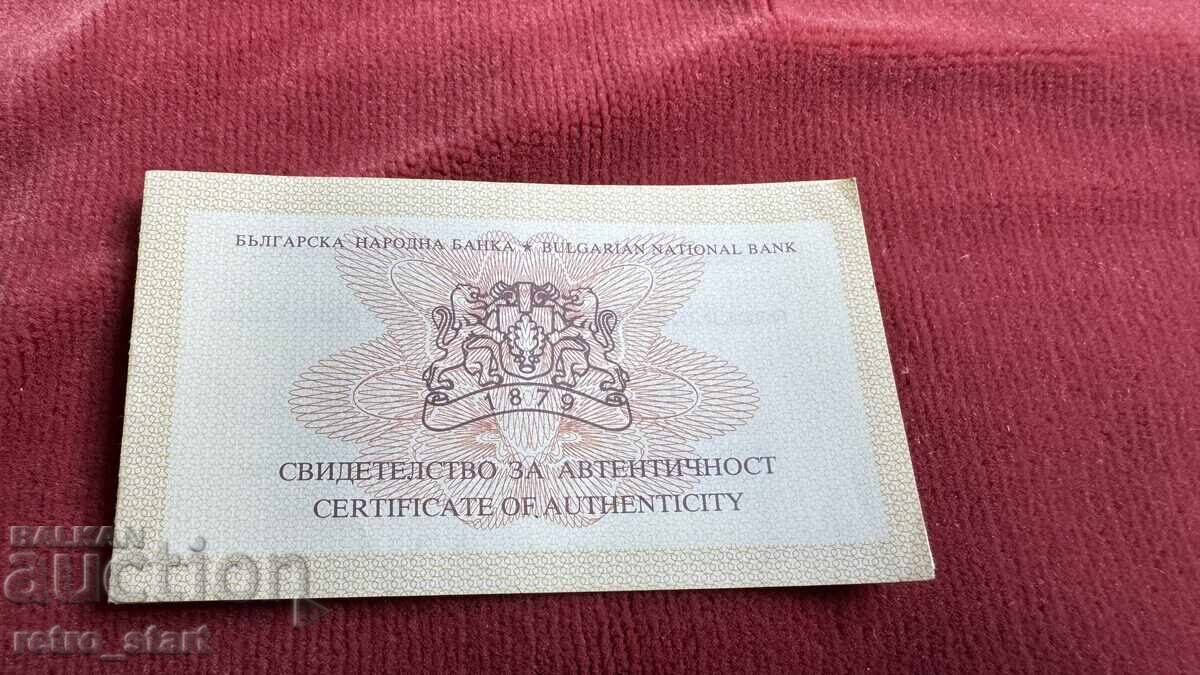 БЪЛГАРСКА НАРОДНА БАНКА ★ BULGARIAN NATIONAL BANK
1879
СВИДЕТЕЛСТВО ЗА АВТЕНТИЧНОСТ
CERTIFICATE OF AUTHENTICITY
BALKAN
auction
retro_start